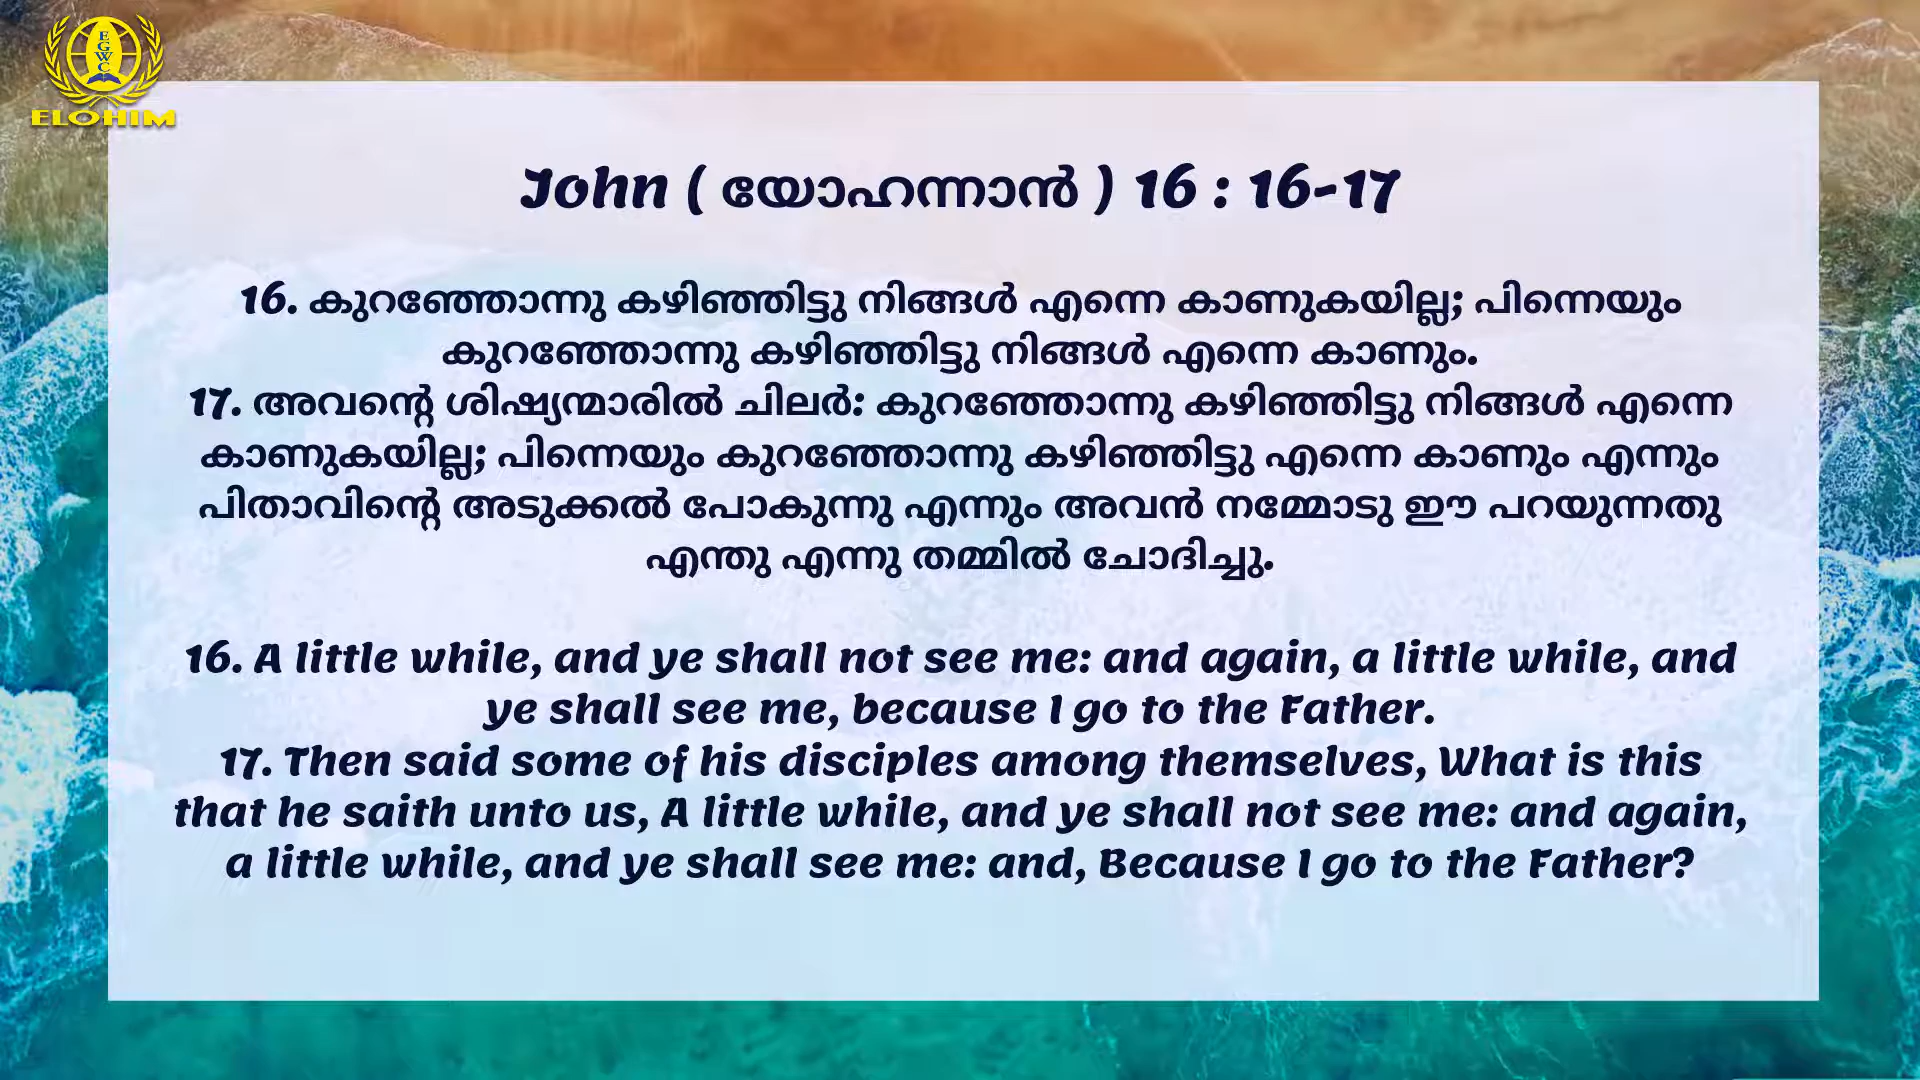 EGWC
ELOHIM
John ( യോഹന്നാൻ ) 16 : 16-17
16. കുറഞ്ഞോന്നു കഴിഞ്ഞിട്ടു നിങ്ങൾ എന്നെ കാണുകയില്ല; പിന്നെയും
കുറഞ്ഞോന്നു കഴിഞ്ഞിട്ടു നിങ്ങൾ എന്നെ കാണും.
17. അവന്റെ ശിഷ്യന്മാരിൽ ചിലർ: കുറഞ്ഞോന്നു കഴിഞ്ഞിട്ടു നിങ്ങൾ എന്നെ
കാണുകയില്ല; പിന്നെയും കുറഞ്ഞോന്നു കഴിഞ്ഞിട്ടു എന്നെ കാണും എന്നും
പിതാവിന്റെ അടുക്കൽ പോകുന്നു എന്നും അവൻ നമ്മോടു ഈ പറയുന്നതു
എന്തു എന്നു തമ്മിൽ ചോദിച്ചു.
16. A little while, and ye shall not see me: and again, a little while, and
ye shall see me, because I go to the Father.
17. Then said some of his disciples among themselves, What is this
that he saith unto us, A little while, and ye shall not see me: and again,
a little while, and ye shall see me: and, Because I go to the Father?